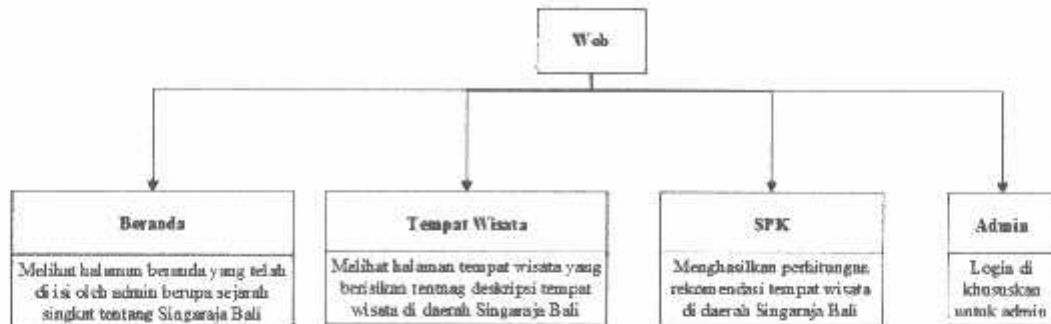 Web
Beranda
Melihat halaman beranda yang telah
di isi oleh admin berupa sejarah
singkat tentang Singaraja Bali
Tempat Wisata
Melihat halaman tempat wisata yang
berisikan tentang deskripsi tempat
wisata di daerah Singaraja Bali
SPK
Menghasilkan perhitungan
rekomendasi tempat wisata
di daerah Singaraja Bali
Admin
Login di
khususkan
untuk admin